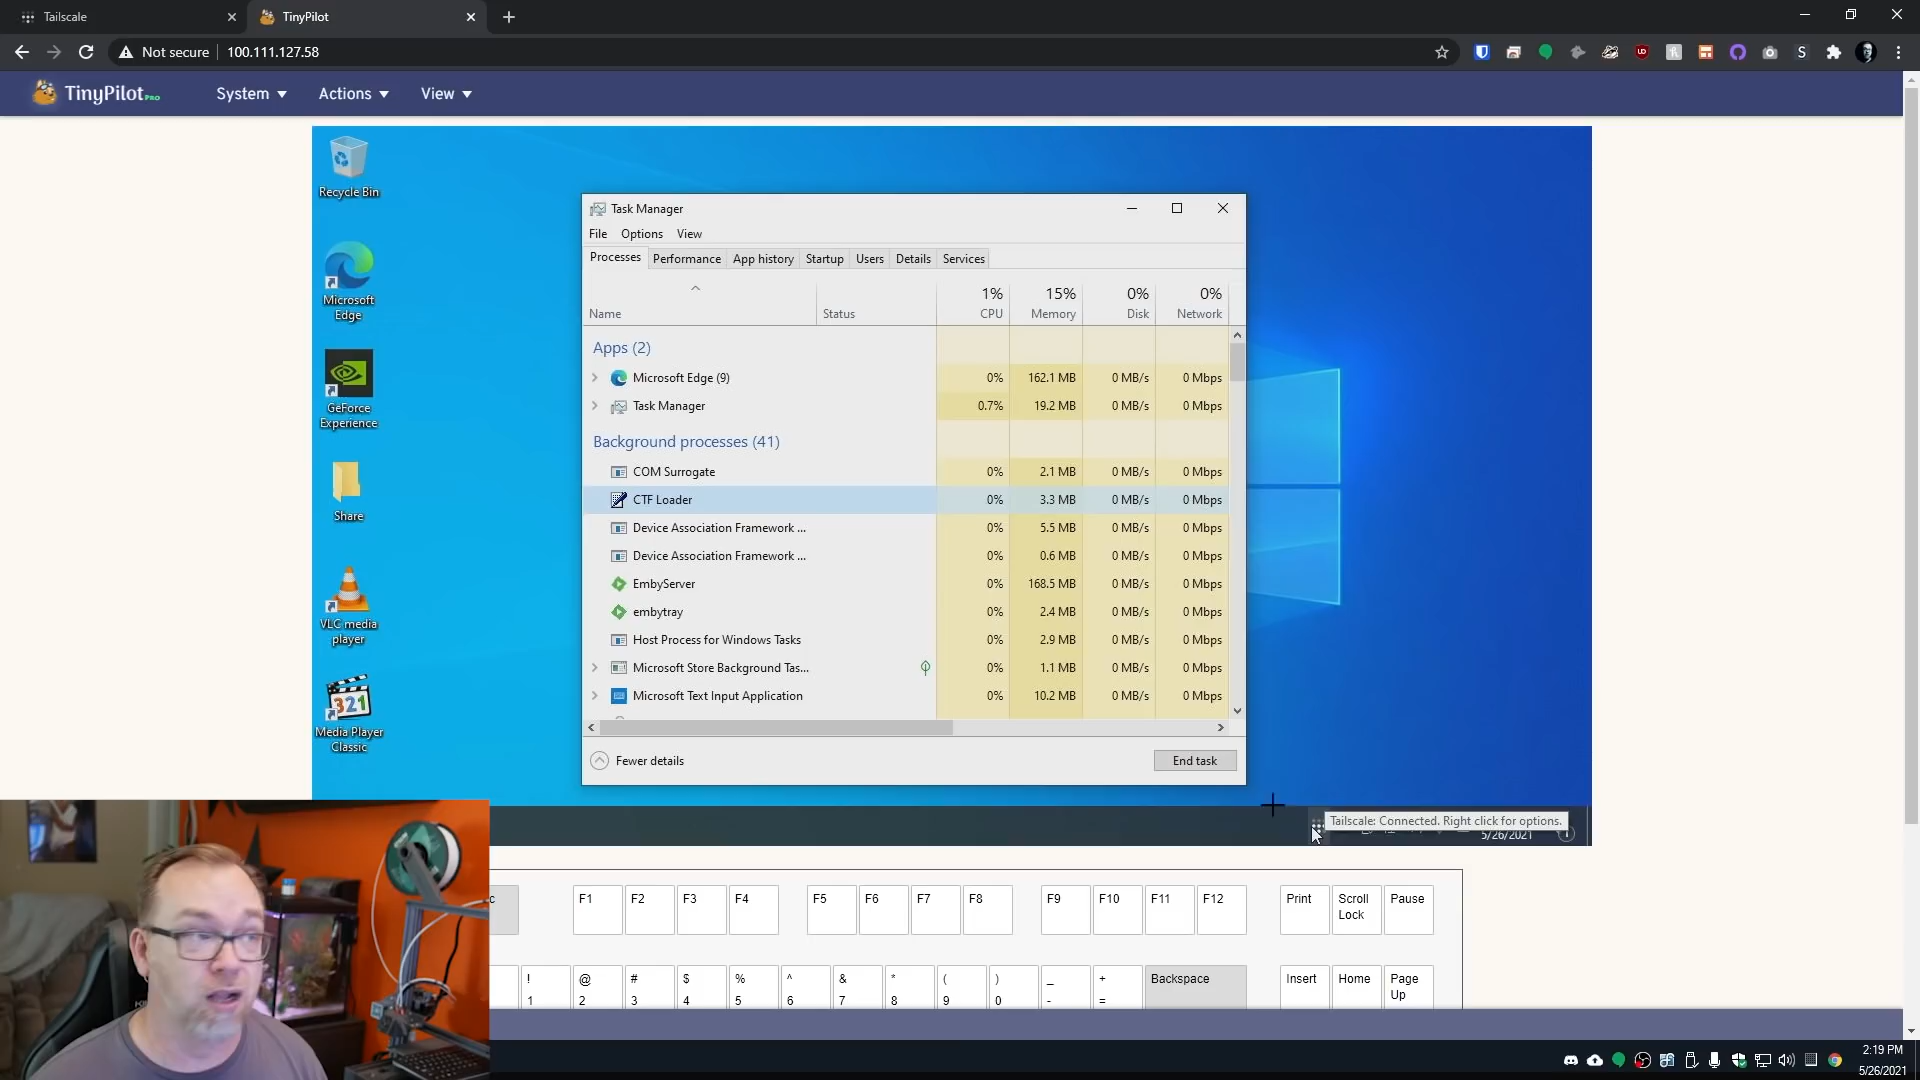 Tailscale
TinyPilot
Not secure
100.111.127.58
TinyPilot PRO
System
Actions
View
Recycle Bin
Microsoft
Edge
GeForce
Experience
Share
VLC media
player
Media Player
Classic
Task Manager
File Options View
Processes Performance App history Startup Users Details Services
1% 15% 0% 0%
Name Status CPU Memory Disk Network
Apps (2)
Microsoft Edge (9) 0% 162.1 MB 0 MB/s 0 Mbps
Task Manager 0.7% 19.2 MB 0 MB/s 0 Mbps
Background processes (41)
COM Surrogate 0% 2.1 MB 0 MB/s 0 Mbps
CTF Loader 0% 3.3 MB 0 MB/s 0 Mbps
Device Association Framework ... 0% 5.5 MB 0 MB/s 0 Mbps
Device Association Framework ... 0% 0.6 MB 0 MB/s 0 Mbps
EmbyServer 0% 168.5 MB 0 MB/s 0 Mbps
embytray 0% 2.4 MB 0 MB/s 0 Mbps
Host Process for Windows Tasks 0% 2.9 MB 0 MB/s 0 Mbps
Microsoft Store Background Tas... 0% 1.1 MB 0 MB/s 0 Mbps
Microsoft Text Input Application 0% 10.2 MB 0 MB/s 0 Mbps
Fewer details
End task
Tailscale: Connected. Right click for options.
5/26/2021
c F1 F2 F3 F4 F5 F6 F7 F8 F9 F10 F11 F12 Print Scroll Pause
Lock
! @ # $ % ^ & * ( ) _ + Backspace Insert Home Page
1 2 3 4 5 6 7 8 9 0 - = Up
2:19 PM
5/26/2021